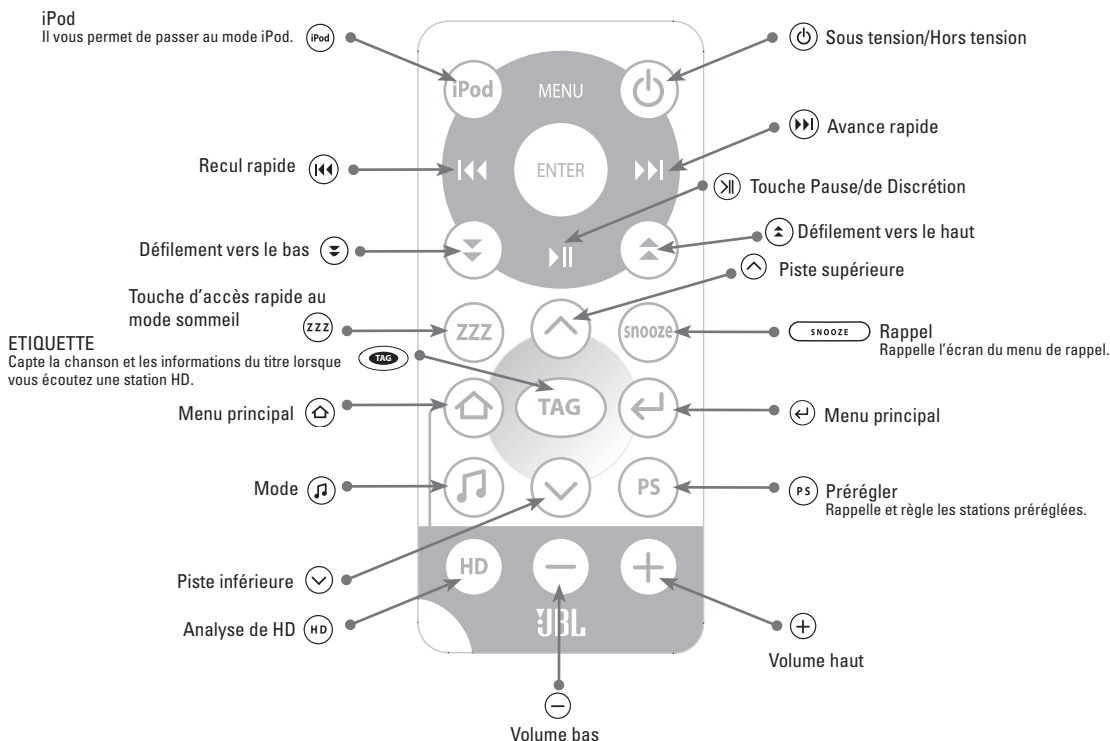 iPod
Il vous permet de passer au mode iPod.
iPod
Sous tension/Hors tension
iPod
MENU
Avance rapide
Recul rapide
ENTER
Touche Pause/de Discrétion
Défilement vers le bas
Défilement vers le haut
Piste supérieure
Touche d'accès rapide au
mode sommeil
zzz
ZZZ
snooze
SNOOZE
Rappel
Rappelle l'écran du menu de rappel.
ETIQUETTE
Capte la chanson et les informations du titre lorsque
vous écoutez une station HD.
TAG
TAG
Menu principal
Menu principal
Mode
PS
PS
Prérégler
Rappelle et règle les stations préréglées.
Piste inférieure
HD
Analyse de HD
HD
JBL
Volume haut
Volume bas